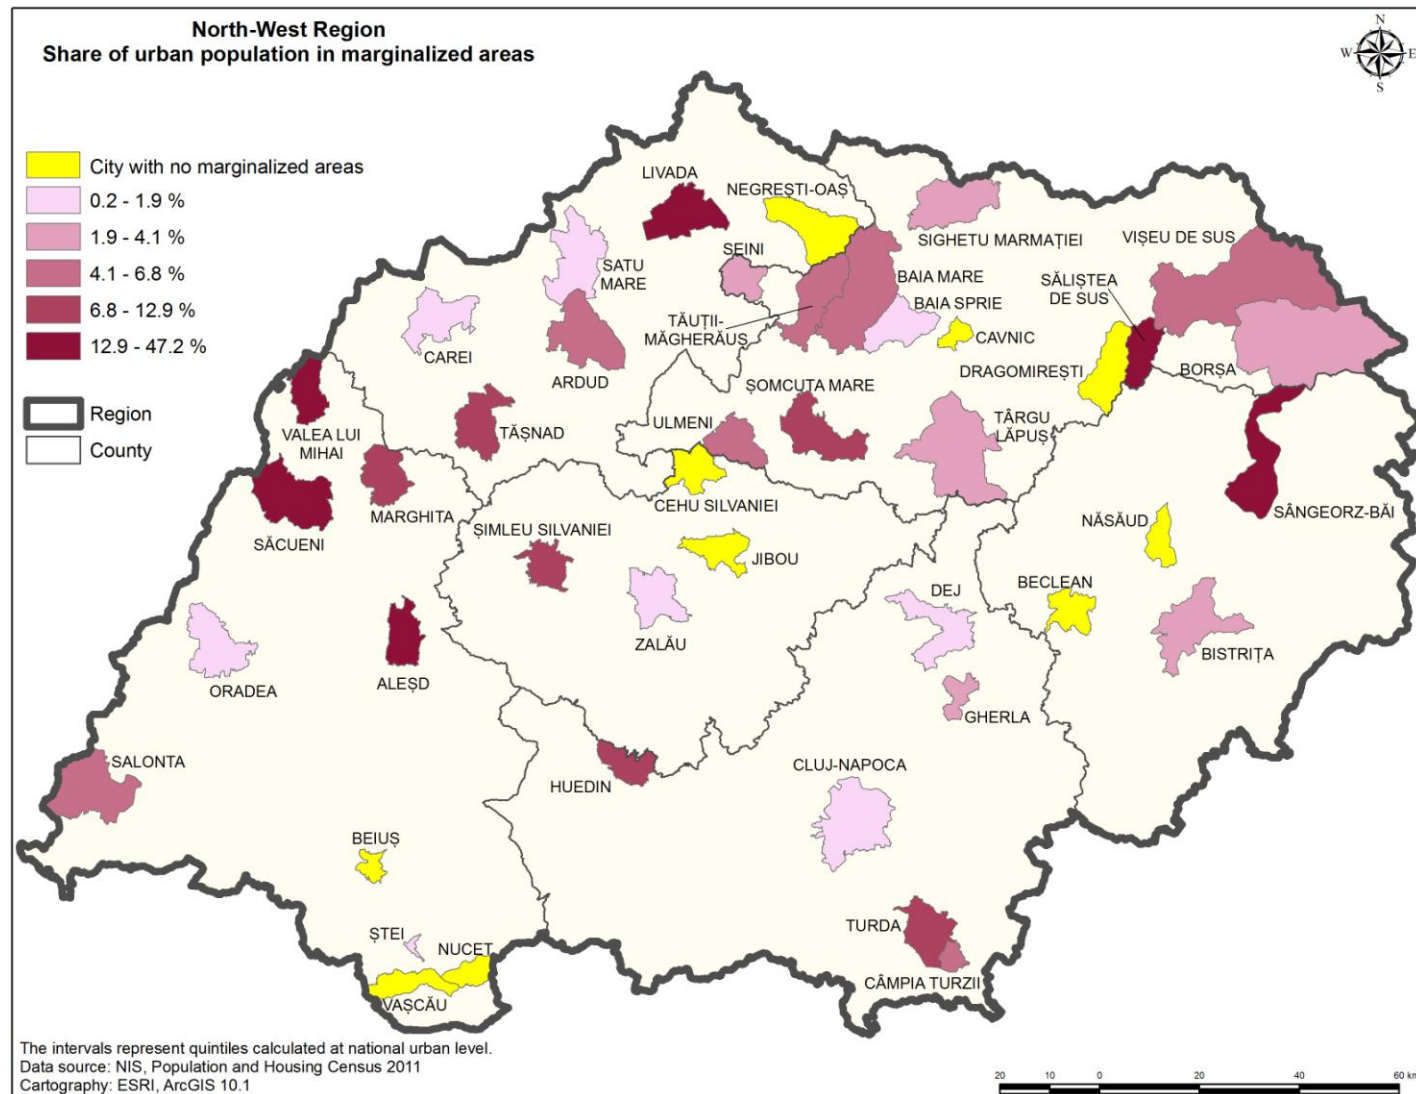 North-West Region
Share of urban population in marginalized areas
N
W
E
S
City with no marginalized areas
0.2 - 1.9 %
1.9 - 4.1 %
4.1 - 6.8 %
6.8 - 12.9 %
12.9 - 47.2 %
Region
County
LIVADA
NEGREȘTI-OAȘ
SIGHETU MARMAȚIEI
VIȘEU DE SUS
SEINI
SATU
MARE
BAIA MARE
SĂLIȘTEA
DE SUS
BAIA SPRIE
TĂUȚII-
MĂGHERĂUȘ
CAVNIC
CAREI
ARDUD
DRAGOMIREȘTI
BORȘA
ȘOMCUTA MARE
ULMENI
TÂRGU
LĂPUȘ
VALEA LUI
MIHAI
TĂȘNAD
MARGHITA
CEHU SILVANIEI
SÂNGEORZ-BĂI
NĂSĂUD
SĂCUENI
ȘIMLEU SILVANIEI
JIBOU
BECLEAN
DEJ
ZALĂU
BISTRIȚA
ORADEA
ALEȘD
GHERLA
SALONTA
HUEDIN
CLUJ-NAPOCA
BEIUȘ
TURDA
ȘTEI
NUCET
CÂMPIA TURZII
VAȘCĂU
The intervals represent quintiles calculated at national urban level.
Data source: NIS, Population and Housing Census 2011
Cartography: ESRI, ArcGIS 10.1
20 10 0 20 40 60 km